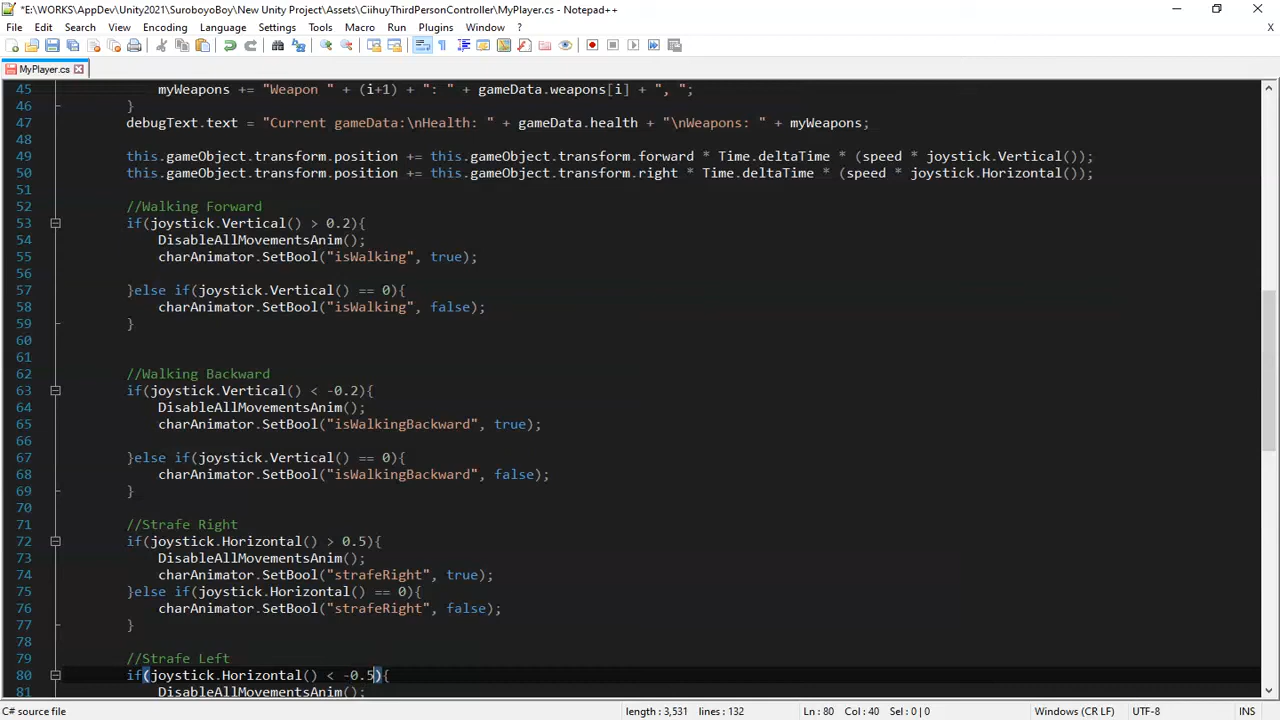 *E:\WORKS\AppDev\Unity2021\SuroboyoBoy\New Unity Project\Assets\CiihuyThirdPersonController\MyPlayer.cs - Notepad++
File Edit Search View Encoding Language Settings Tools Macro Run Plugins Window ? X
MyPlayer.cs
45 myWeapons += "Weapon " + (i+1) + ": " + gameData.weapons[i] + ", ";
46 }
47 debugText.text = "Current gameData:\nHealth: " + gameData.health + "\nWeapons: " + myWeapons;
48
49 this.gameObject.transform.position += this.gameObject.transform.forward * Time.deltaTime * (speed * joystick.Vertical());
50 this.gameObject.transform.position += this.gameObject.transform.right * Time.deltaTime * (speed * joystick.Horizontal());
51
52 //Walking Forward
53 if(joystick.Vertical() > 0.2){
54 DisableAllMovementsAnim();
55 charAnimator.SetBool("isWalking", true);
56
57 }else if(joystick.Vertical() == 0){
58 charAnimator.SetBool("isWalking", false);
59 }
60
61
62 //Walking Backward
63 if(joystick.Vertical() < -0.2){
64 DisableAllMovementsAnim();
65 charAnimator.SetBool("isWalkingBackward", true);
66
67 }else if(joystick.Vertical() == 0){
68 charAnimator.SetBool("isWalkingBackward", false);
69 }
70
71 //Strafe Right
72 if(joystick.Horizontal() > 0.5){
73 DisableAllMovementsAnim();
74 charAnimator.SetBool("strafeRight", true);
75 }else if(joystick.Horizontal() == 0){
76 charAnimator.SetBool("strafeRight", false);
77 }
78
79 //Strafe Left
80 if(joystick.Horizontal() < -0.5){
81 DisableAllMovementsAnim();
C# source file length : 3,531 lines : 132 Ln : 80 Col : 40 Sel : 0 | 0 Windows (CR LF) UTF-8 INS